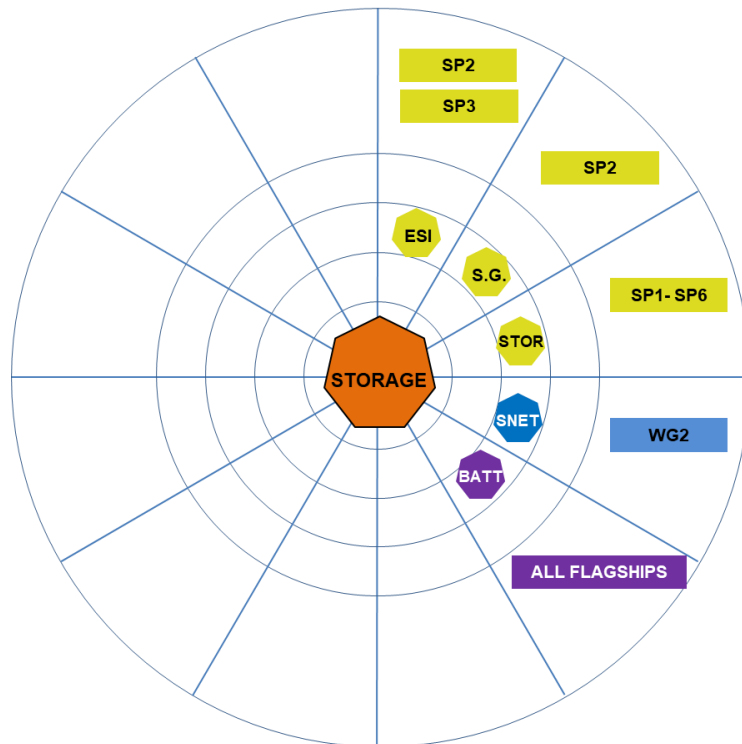 SP2
SP3
SP2
ESI
S.G.
SP1- SP6
STOR
STORAGE
SNET
WG2
BATT
ALL FLAGSHIPS